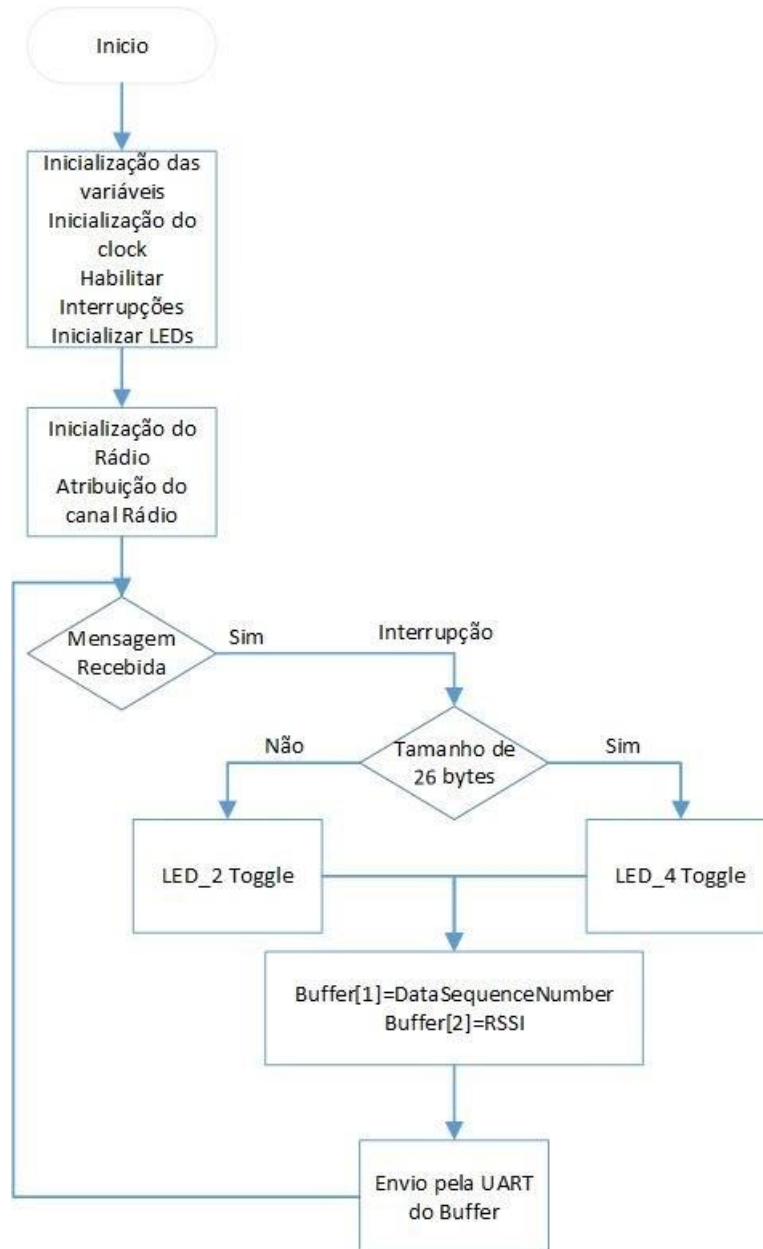 Inicio
Inicialização das
variáveis
Inicialização do
clock
Habilitar
Interrupções
Inicializar LEDs
Inicialização do
Rádio
Atribuição do
canal Rádio
Mensagem
Recebida
Sim
Interrupção
Tamanho de
26 bytes
Não
Sim
LED_2 Toggle
LED_4 Toggle
Buffer[1]=DataSequenceNumber
Buffer[2]=RSSI
Envio pela UART
do Buffer